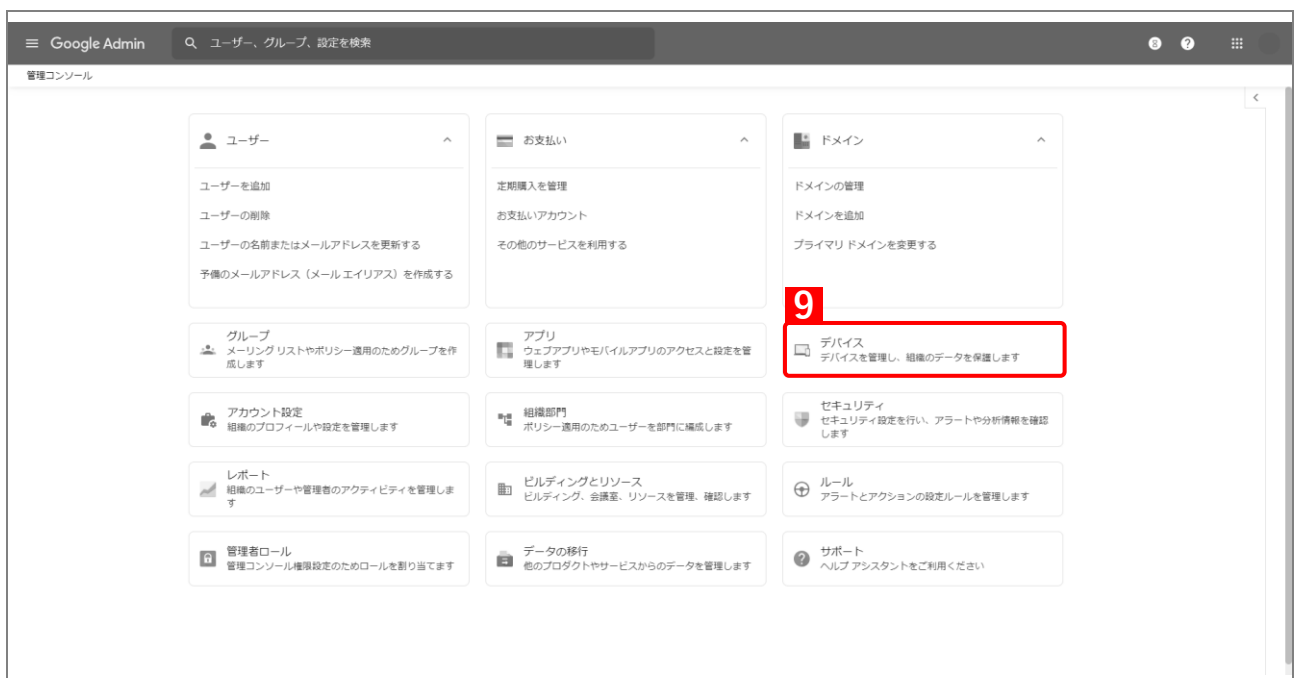 Google Admin
ユーザー、グループ、設定を検索
管理コンソール
ユーザー
ユーザーを追加
ユーザーの削除
ユーザーの名前またはメールアドレスを更新する
予備のメールアドレス（メール エイリアス）を作成する
お支払い
定期購入を管理
お支払いアカウント
その他のサービスを利用する
ドメイン
ドメインの管理
ドメインを追加
プライマリ ドメインを変更する
グループ
メーリング リストやポリシー適用のためグループを作
成します
アプリ
ウェブアプリやモバイルアプリのアクセスと設定を管
理します
9
デバイス
デバイスを管理し、組織のデータを保護します
アカウント設定
組織のプロフィールや設定を管理します
組織部門
ポリシー適用のためユーザーを部門に編成します
セキュリティ
セキュリティ設定を行い、アラートや分析情報を確認
します
レポート
組織のユーザーや管理者のアクティビティを管理しま
す
ビルディングとリソース
ビルディング、会議室、リソースを管理、確認します
ルール
アラートとアクションの設定ルールを管理します
管理者ロール
管理コンソール権限設定のためロールを割り当てます
データの移行
他のプロダクトやサービスからのデータを管理します
サポート
ヘルプ アシスタントをご利用ください